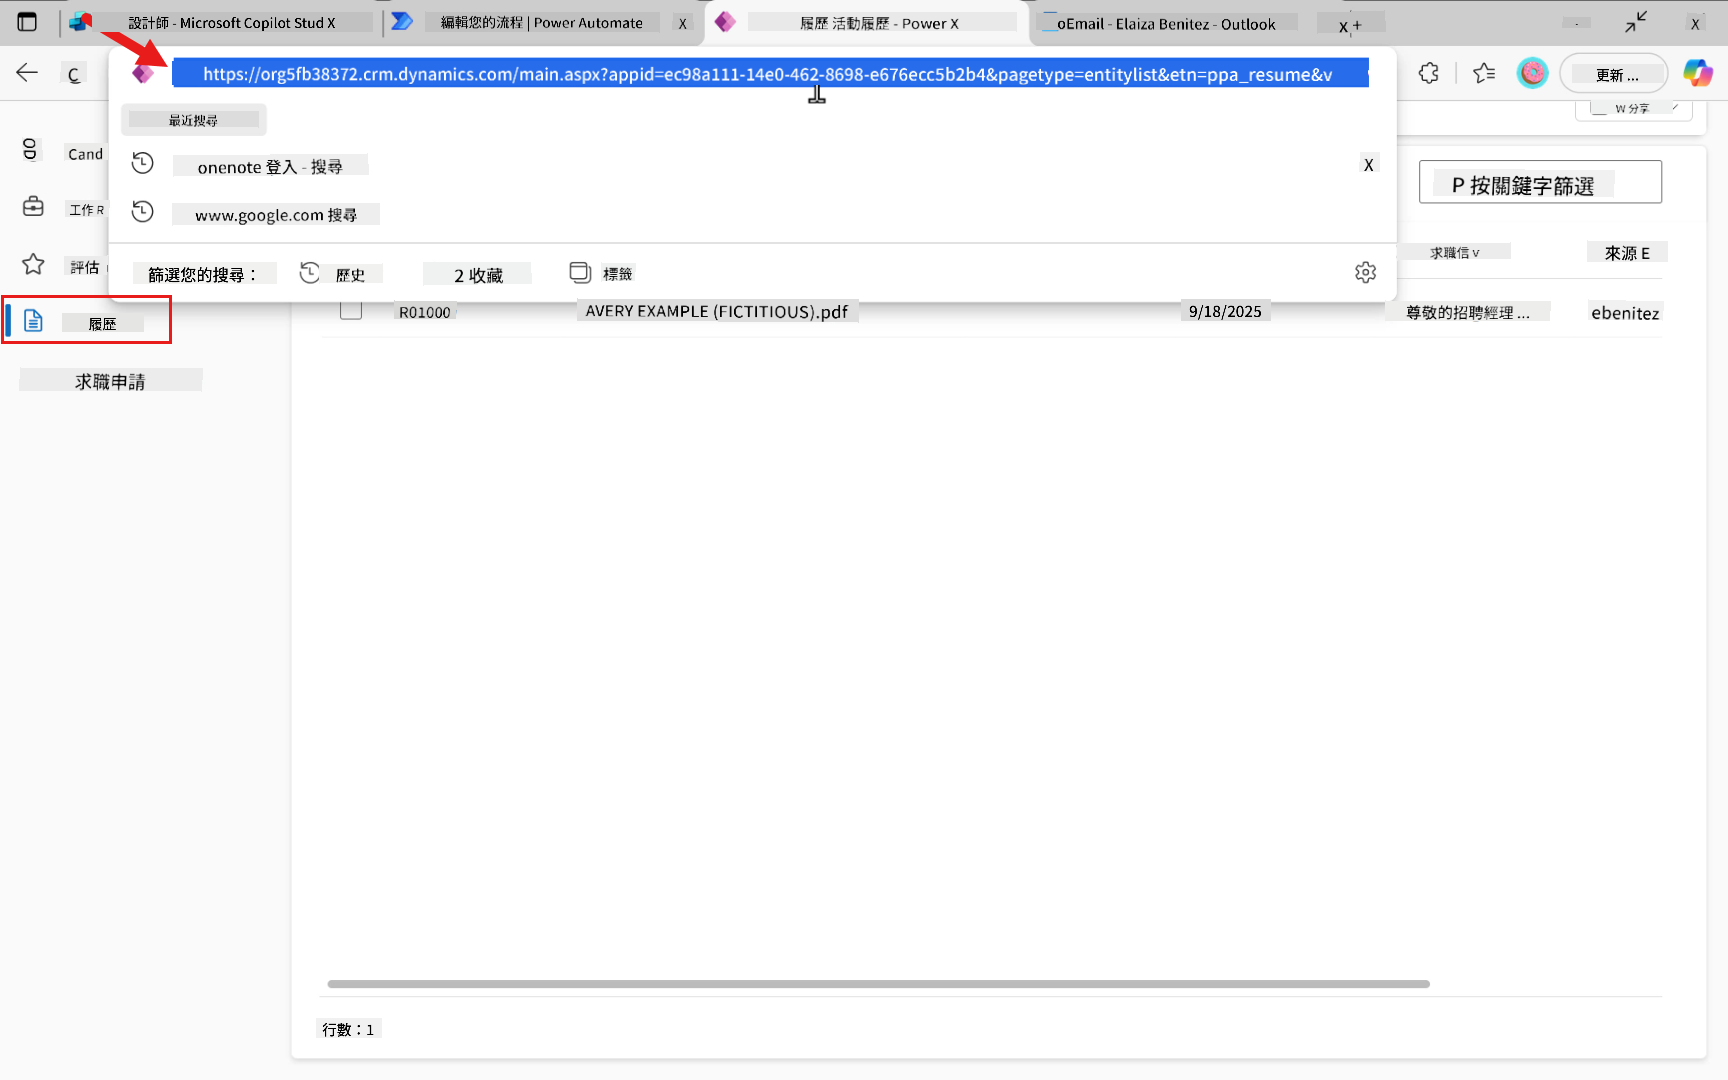 設計師 - Microsoft Copilot Stud X
編輯您的流程 | Power Automate
X
履歷 活動履歷 - Power X
oEmail - Elaiza Benitez - Outlook
X +
X
C
https://org5fb38372.crm.dynamics.com/main.aspx?appid=ec98a111-14e0-462-8698-e676ecc5b2b4&pagetype=entitylist&etn=ppa_resume&v
更新 ...
最近搜尋
W 分享
Cand
onenote 登入 - 搜尋
X
P 按關鍵字篩選
工作 R
www.google.com 搜尋
求職信 v
來源 E
評估
篩選您的搜尋：
歷史
2 收藏
標籤
履歷
R01000
AVERY EXAMPLE (FICTITIOUS).pdf
9/18/2025
尊敬的招聘經理 ...
ebenitez
求職申請
行數：1